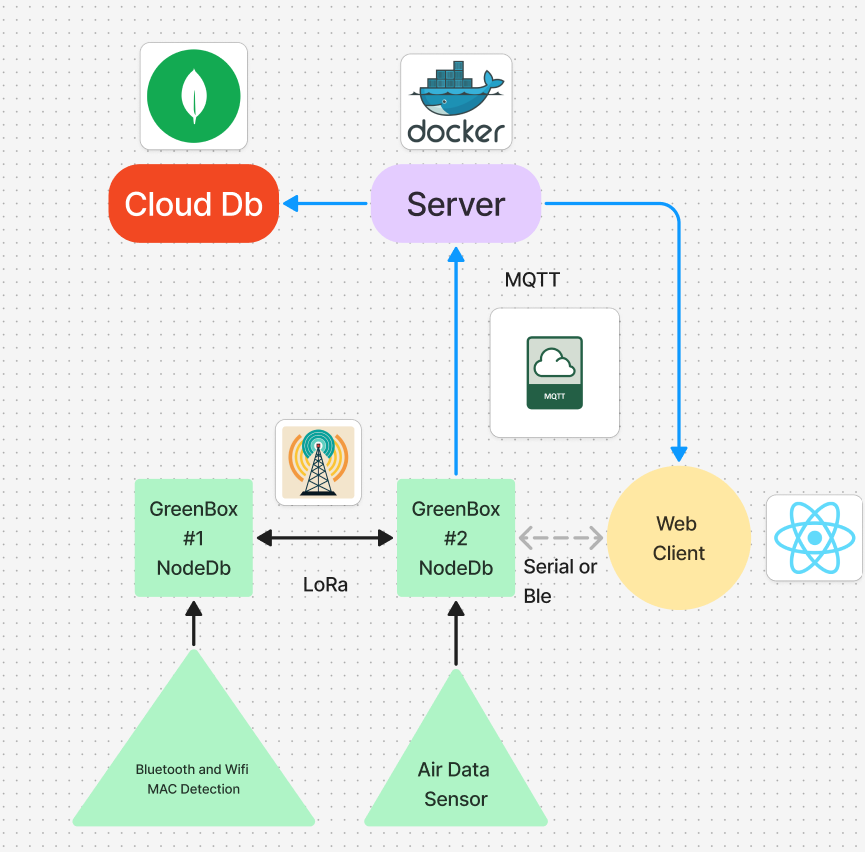 docker
Cloud Db
Server
MQTT
MQTT
GreenBox
#1
NodeDb
LoRa
GreenBox
#2
NodeDb
Serial or
Ble
Web
Client
Bluetooth and Wifi
MAC Detection
Air Data
Sensor